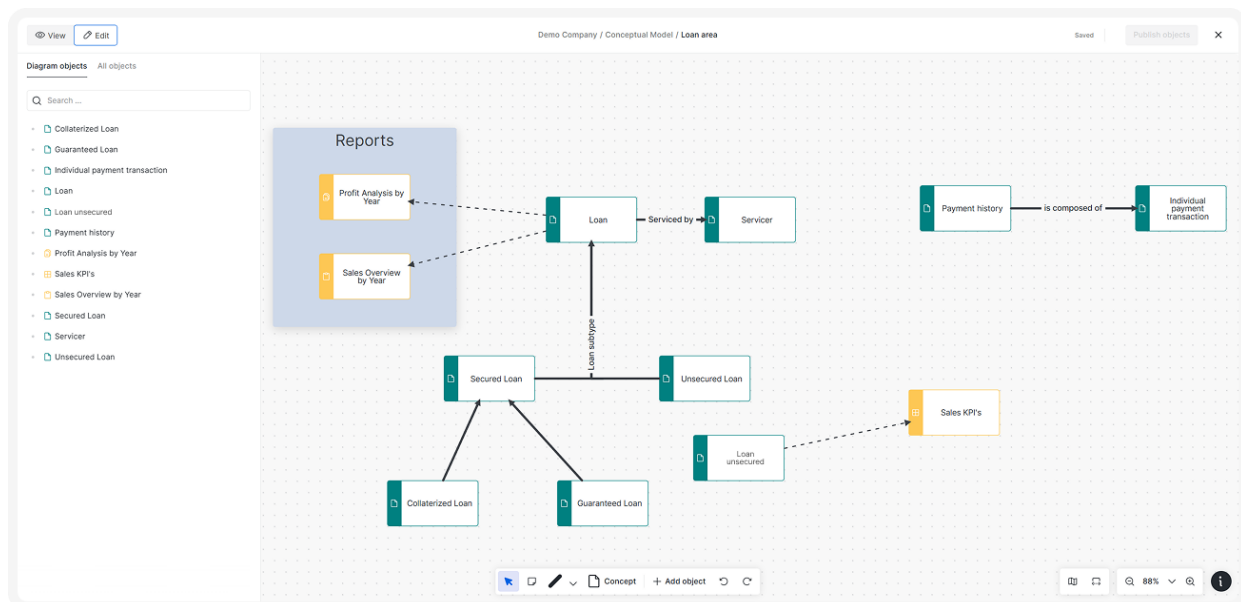 View
Edit
Demo Company / Conceptual Model / Loan area
Saved
Publish objects
Diagram objects
All objects
Search ...
Collaterized Loan
Guaranteed Loan
Individual payment transaction
Loan
Loan unsecured
Payment history
Profit Analysis by Year
Sales KPI's
Sales Overview by Year
Secured Loan
Servicer
Unsecured Loan
Reports
Profit Analysis by
Year
Sales Overview
by Year
Loan
Serviced by
Servicer
Payment history
is composed of
Individual
payment
transaction
Loan subtype
Secured Loan
Unsecured Loan
Sales KPI's
Loan
unsecured
Collaterized Loan
Guaranteed Loan
Concept
Add object
88%